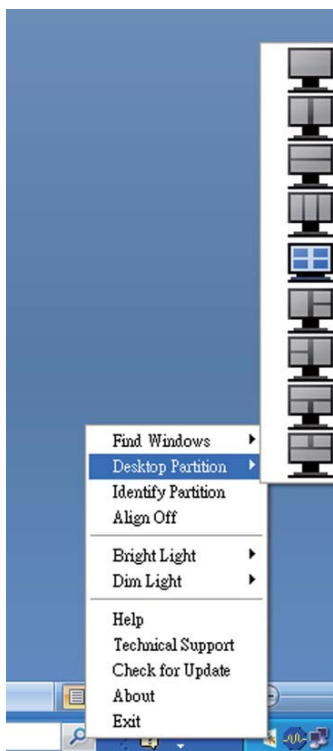 Find Windows
Desktop Partition
Identify Partition
Align Off
Bright Light
Dim Light
Help
Technical Support
Check for Update
About
Exit